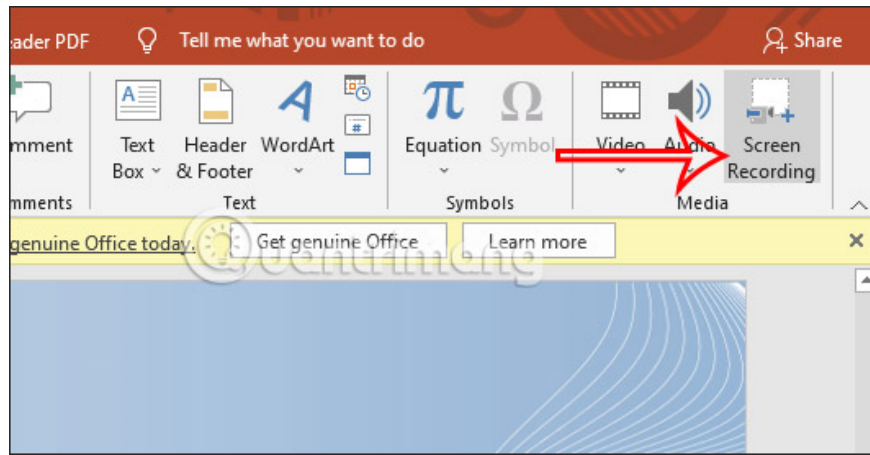 eader PDF Tell me what you want to do Share
mment Text Box Header & Footer WordArt Equation Symbol Video Audio Screen Recording
mments Text Symbols Media
genuine Office today. Get genuine Office Learn more
Quantrimang